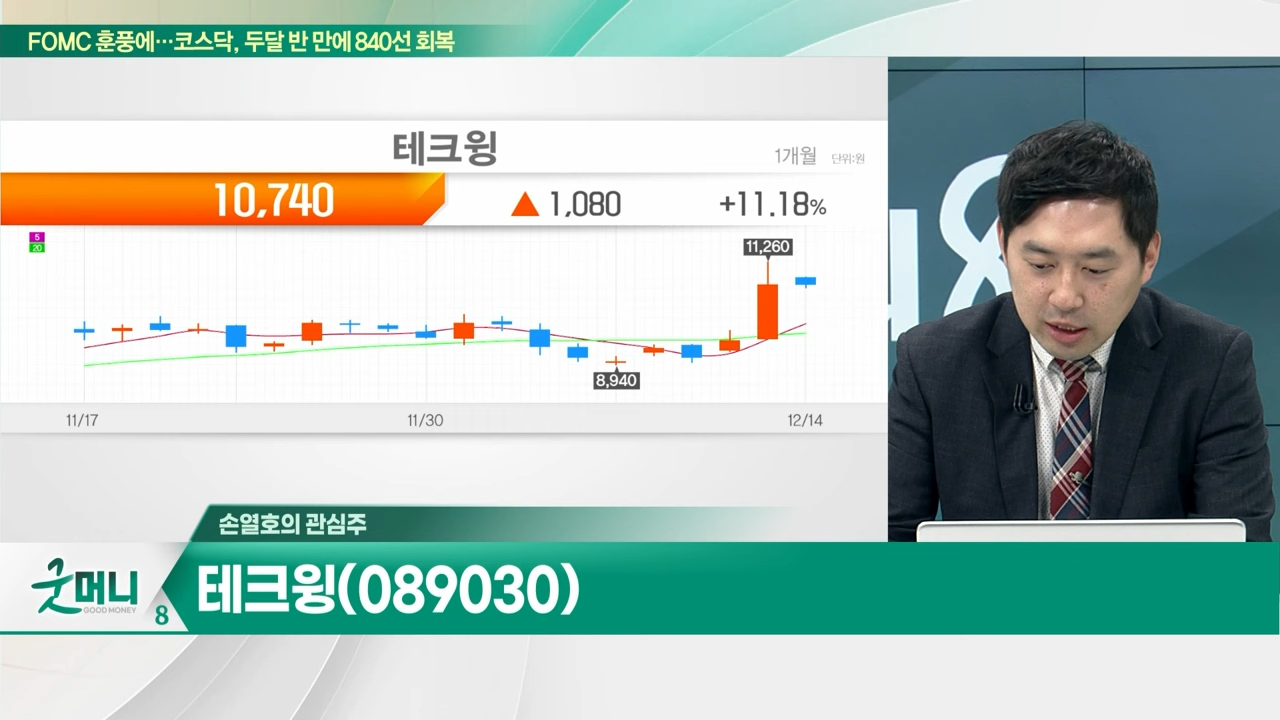 FOMC 훈풍에…코스닥, 두달 반 만에 840선 회복
테크윙
1개월 단위:원
10,740 ▲ 1,080 +11.18%
5
20
11,260
8,940
11/17 11/30 12/14
손열호의 관심주
굿머니 GOOD MONEY 8
테크윙(089030)
8